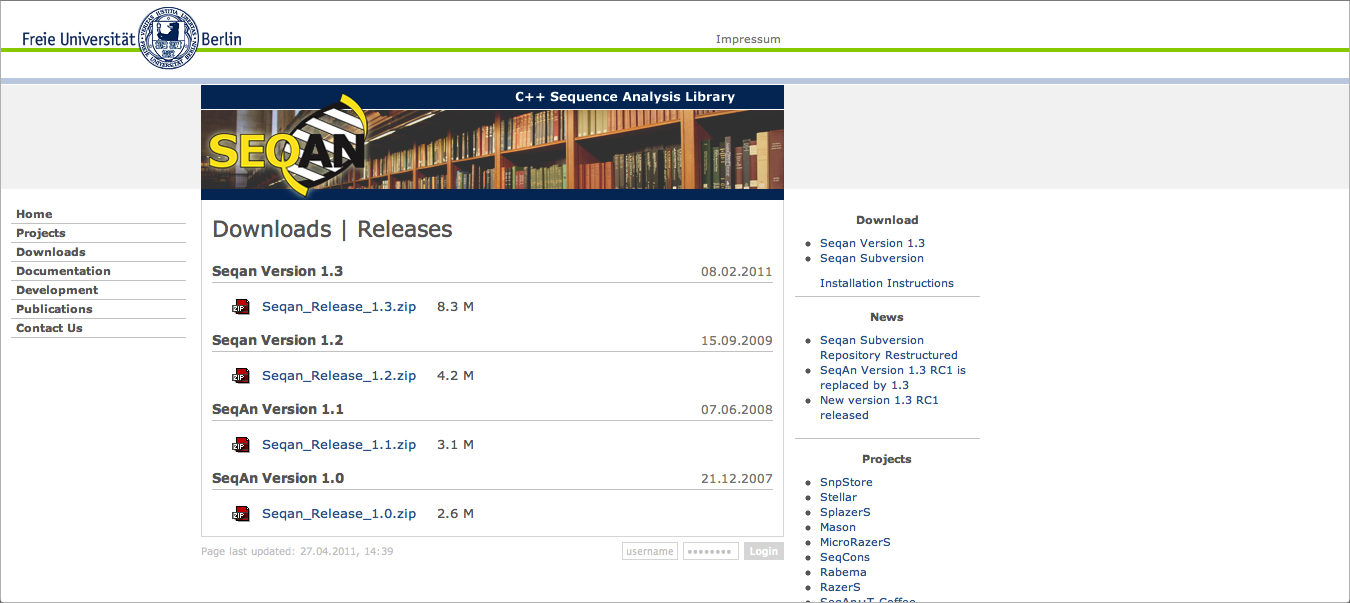 Freie Universität Berlin
Impressum
C++ Sequence Analysis Library
SEQAN
Home
Projects
Downloads
Documentation
Development
Publications
Contact Us
Downloads | Releases
Seqan Version 1.3 08.02.2011
ZIP Seqan_Release_1.3.zip 8.3 M
Seqan Version 1.2 15.09.2009
ZIP Seqan_Release_1.2.zip 4.2 M
SeqAn Version 1.1 07.06.2008
ZIP Seqan_Release_1.1.zip 3.1 M
SeqAn Version 1.0 21.12.2007
ZIP Seqan_Release_1.0.zip 2.6 M
Page last updated: 27.04.2011, 14:39
username
Login
Download
Seqan Version 1.3
Seqan Subversion
Installation Instructions
News
Seqan Subversion
Repository Restructured
SeqAn Version 1.3 RC1 is
replaced by 1.3
New version 1.3 RC1
released
Projects
SnpStore
Stellar
SplazerS
Mason
MicroRazerS
SeqCons
Rabema
RazerS